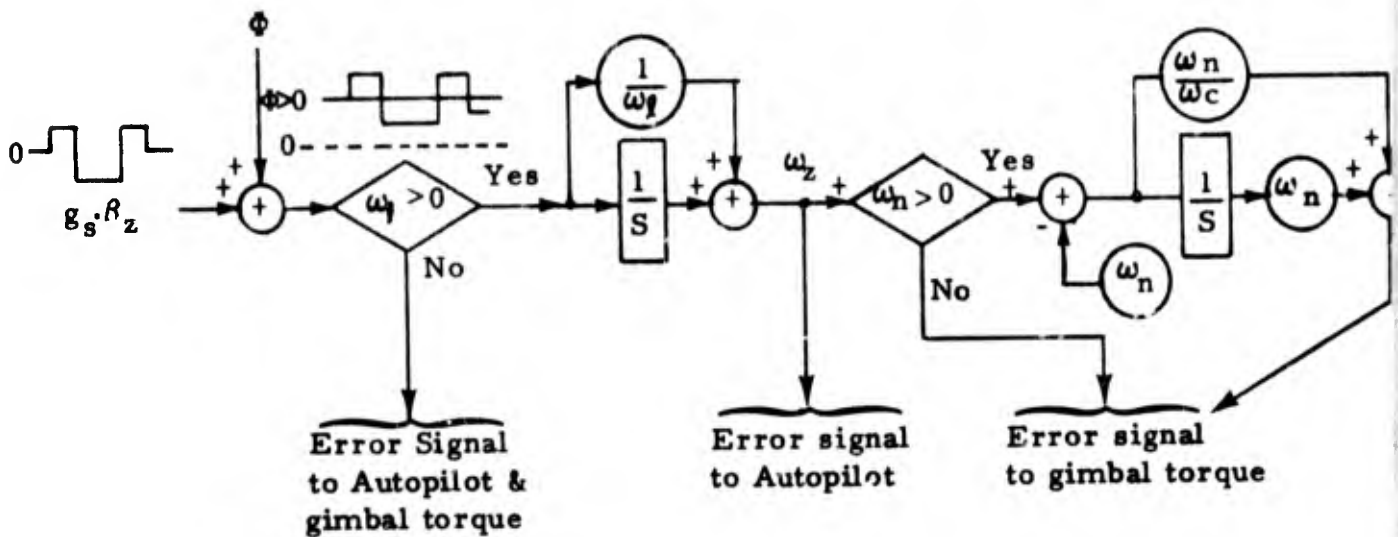 Φ
Φ>0
0
0
g_s·β_z
+
+
+
ω_ℓ > 0
Yes
No
1/ω_ℓ
1/S
+
+
+
ω_z
+
ω_n > 0
Yes
No
+
+
-
ω_n
ω_n/ω_c
1/S
ω_n
+
+
Error Signal
to Autopilot &
gimbal torque
Error signal
to Autopilot
Error signal
to gimbal torque